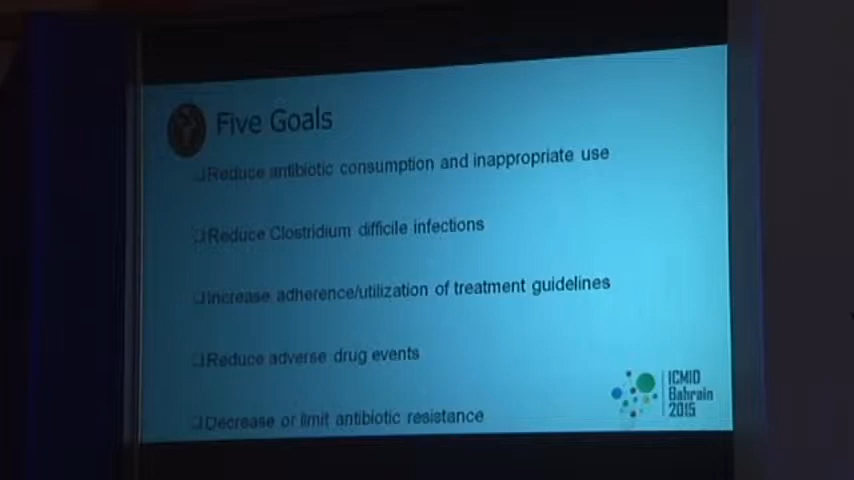 Five Goals
Reduce antibiotic consumption and inappropriate use
Reduce Clostridium difficile infections
Increase adherence/utilization of treatment guidelines
Reduce adverse drug events
Decrease or limit antibiotic resistance
ICMID
Bahrain
2015